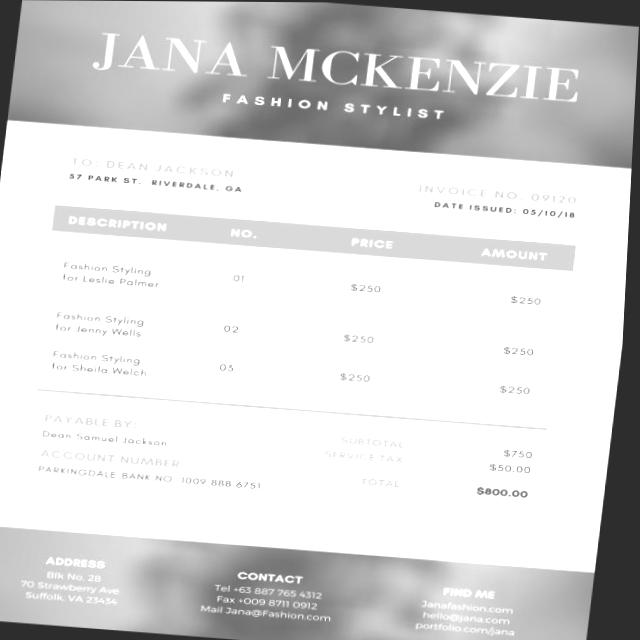 JANA MCKENZIE
FASHION STYLIST
TO: DEAN JACKSON
57 PARK ST. RIVERDALE, GA
INVOICE NO. 09120
DATE ISSUED: 05/10/18
DESCRIPTION NO. PRICE AMOUNT
Fashion Styling
for Leslie Palmer
01 $250 $250
Fashion Styling
for Jenny Wells
02 $250 $250
Fashion Styling
for Sheila Welch
03 $250 $250
PAYABLE BY:
Dean Samuel Jackson
ACCOUNT NUMBER
PARKINGDALE BANK NO. 1009 888 6751
SUBTOTAL $750
SERVICE TAX $50.00
TOTAL $800.00
ADDRESS
Blk No. 28
70 Strawberry Ave
Suffolk, VA 23434
CONTACT
Tel +63 887 765 4312
Fax +009 8711 0912
Mail Jana@Fashion.com
FIND ME
Janafashion.com
hello@jana.com
portfolio.com/jana